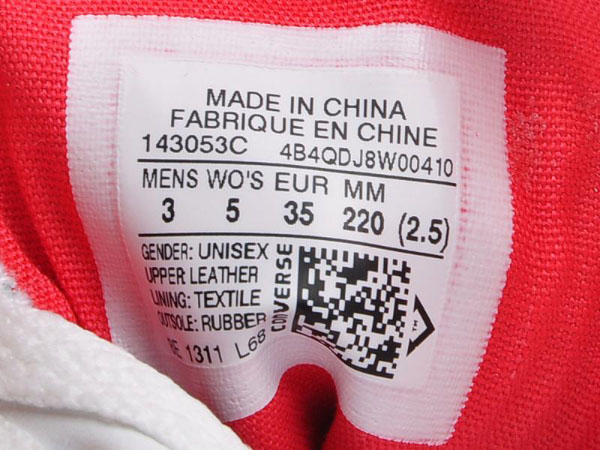 MADE IN CHINA
FABRIQUE EN CHINE
143053C 4B4QDJ8W00410
MENS WO'S EUR MM
3 5 35 220 (2.5)
GENDER: UNISEX
UPPER LEATHER
LINING: TEXTILE
OUTSOLE: RUBBER
1311 L68
CONVERSE
TM